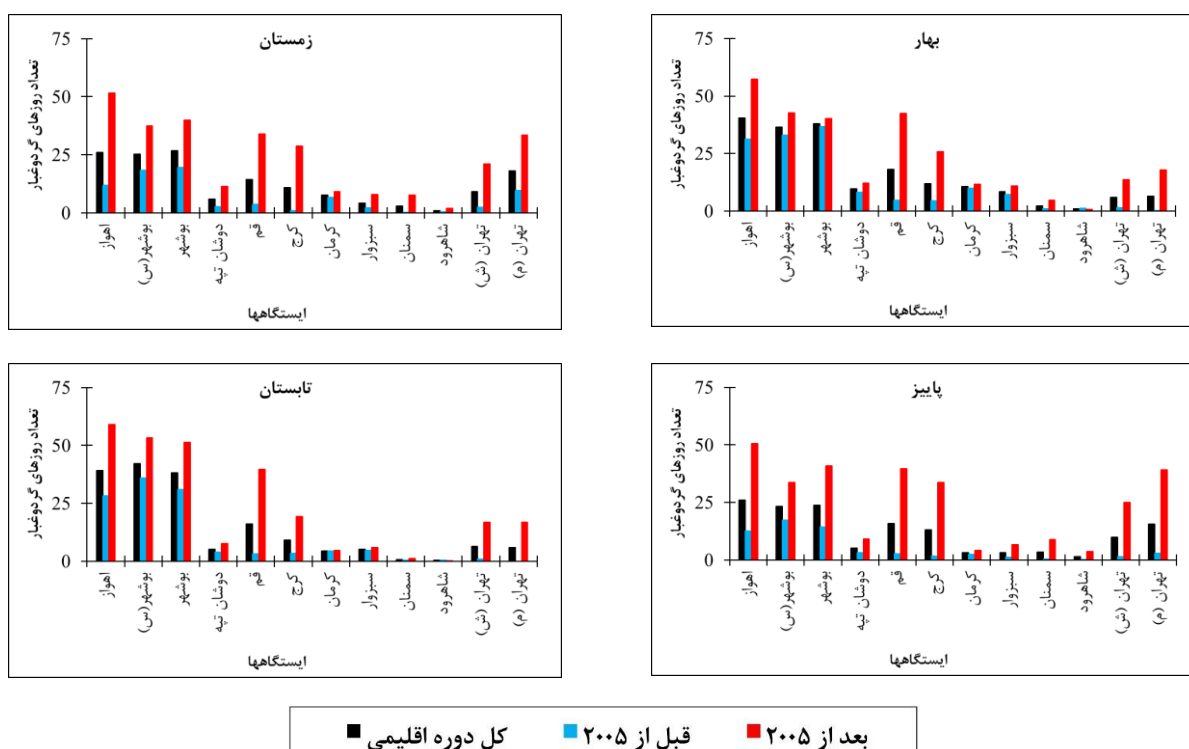 بهار
تعداد روزهای گردوغبار
75
50
25
0
اهواز
بوشهر(س)
بوشهر
دوشان تپه
قم
کرج
کرمان
سبزوار
سمنان
شاهرود
تهران (ش)
تهران (م)
ایستگاهها
زمستان
تعداد روزهای گردوغبار
75
50
25
0
اهواز
بوشهر(س)
بوشهر
دوشان تپه
قم
کرج
کرمان
سبزوار
سمنان
شاهرود
تهران (ش)
تهران (م)
ایستگاهها
پاییز
تعداد روزهای گردوغبار
75
50
25
0
اهواز
بوشهر(س)
بوشهر
دوشان تپه
قم
کرج
کرمان
سبزوار
سمنان
شاهرود
تهران (ش)
تهران (م)
ایستگاهها
تابستان
تعداد روزهای گردوغبار
75
50
25
0
اهواز
بوشهر(س)
بوشهر
دوشان تپه
قم
کرج
کرمان
سبزوار
سمنان
شاهرود
تهران (ش)
تهران (م)
ایستگاهها
بعد از ۲۰۰۵ قبل از ۲۰۰۵ کل دوره اقلیمی